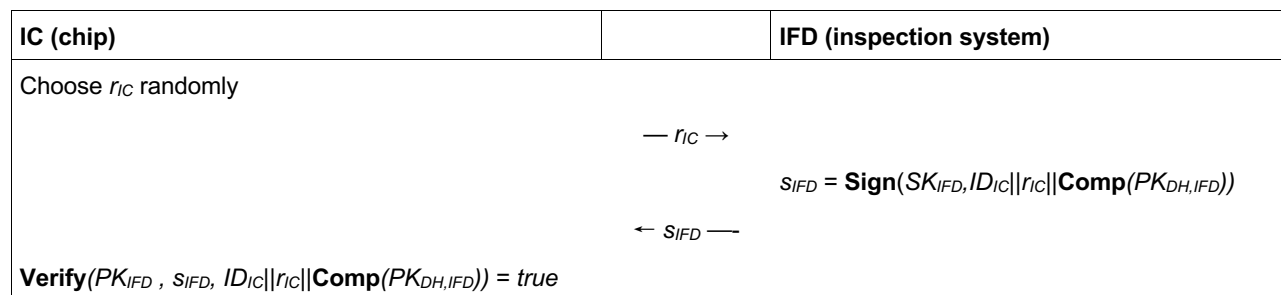 IC (chip) IFD (inspection system)
Choose rIC randomly
— rIC →
sIFD = Sign(SKIFD,IDIC||rIC||Comp(PKDH,IFD))
← sIFD —-
Verify(PKIFD , sIFD, IDIC||rIC||Comp(PKDH,IFD)) = true